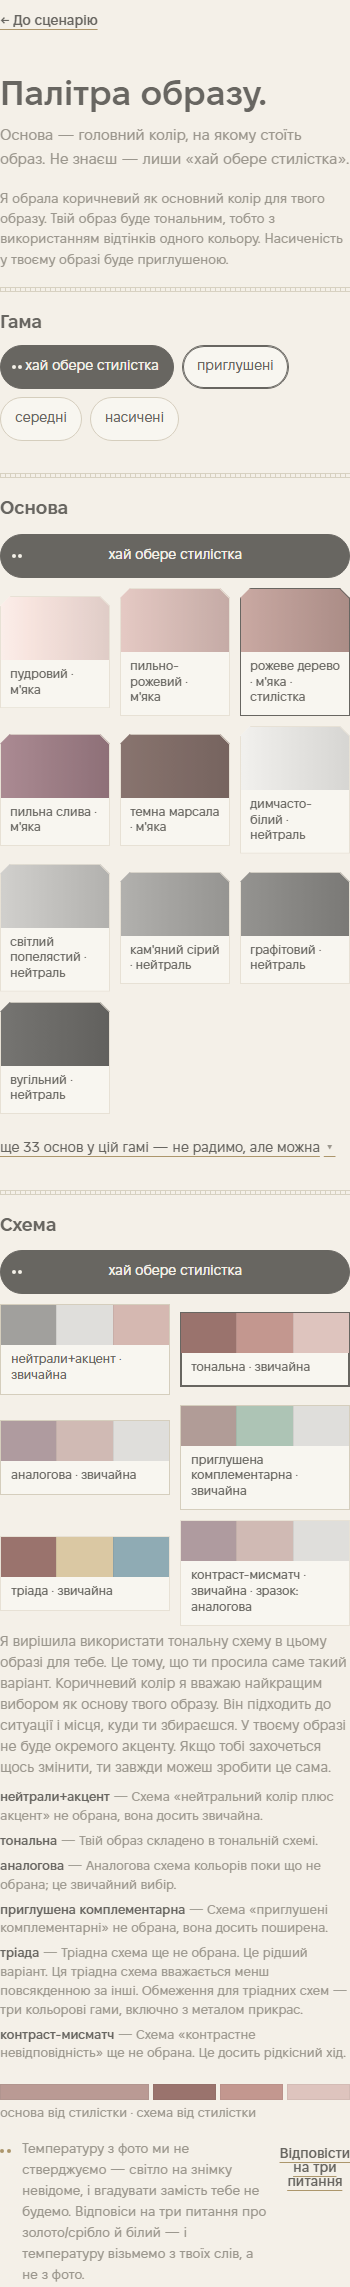 ← До сценарію
Палітра образу.
Основа — головний колір, на якому стоїть
образ. Не знаєш — лиши «хай обере стилістка».
Я обрала коричневий як основний колір для твого
образу. Твій образ буде тональним, тобто з
використанням відтінків одного кольору. Насиченість
у твоєму образі буде приглушеною.
Гама
хай обере стилістка
приглушені
середні
насичені
Основа
хай обере стилістка
пудровий ·
м'яка
пильно-
рожевий ·
м'яка
рожеве дерево
· м'яка ·
стилістка
пильна слива ·
м'яка
темна марсала
· м'яка
димчасто-
білий ·
нейтраль
світлий
попелястий ·
нейтраль
кам'яний сірий
· нейтраль
графітовий ·
нейтраль
вугільний ·
нейтраль
ще 33 основ у цій гамі — не радимо, але можна ▾
Схема
хай обере стилістка
нейтрали+акцент ·
звичайна
тональна · звичайна
аналогова · звичайна
приглушена
комплементарна ·
звичайна
тріада · звичайна
контраст-мисматч ·
звичайна · зразок:
аналогова
Я вирішила використати тональну схему в цьому
образі для тебе. Це тому, що ти просила саме такий
варіант. Коричневий колір я вважаю найкращим
вибором як основу твого образу. Він підходить до
ситуації і місця, куди ти збираєшся. У твоєму образі
не буде окремого акценту. Якщо тобі захочеться
щось змінити, ти завжди можеш зробити це сама.
нейтрали+акцент — Схема «нейтральний колір плюс
акцент» не обрана, вона досить звичайна.
тональна — Твій образ складено в тональній схемі.
аналогова — Аналогова схема кольорів поки що не
обрана; це звичайний вибір.
приглушена комплементарна — Схема «приглушені
комплементарні» не обрана, вона досить поширена.
тріада — Тріадна схема ще не обрана. Це рідший
варіант. Ця тріадна схема вважається менш
повсякденною за інші. Обмеження для тріадних схем —
три кольорові гами, включно з металом прикрас.
контраст-мисматч — Схема «контрастне
невідповідність» ще не обрана. Це досить рідкісний хід.
основа від стилістки · схема від стилістки
Температуру з фото ми не
стверджуємо — світло на знімку
невідоме, і вгадувати замість тебе не
будемо. Відповіси на три питання про
золото/срібло й білий — і
температуру візьмемо з твоїх слів, а
не з фото.
Відповісти
на три
питання